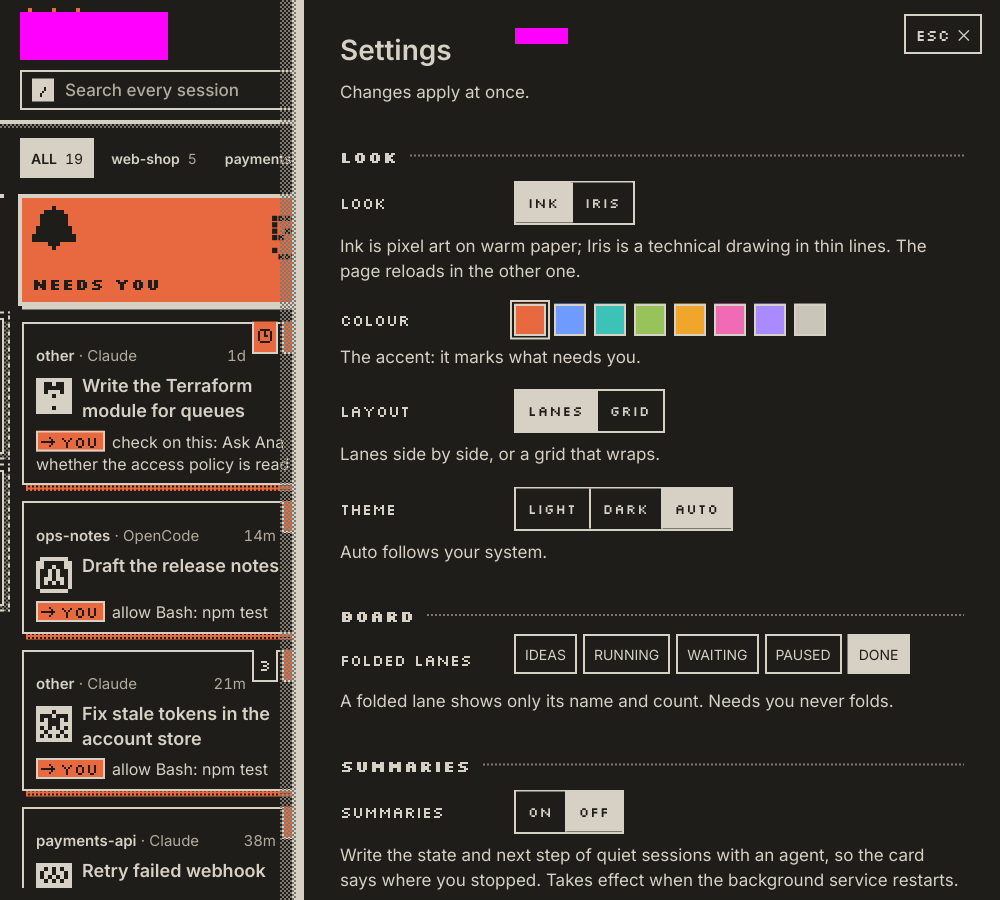 Search every session
ALL 19 web-shop 5 payments
NEEDS YOU
other · Claude 1d
Write the Terraform
module for queues
→ YOU check on this: Ask Ana
whether the access policy is read
ops-notes · OpenCode 14m
Draft the release notes
→ YOU allow Bash: npm test
3
other · Claude 21m
Fix stale tokens in the
account store
→ YOU allow Bash: npm test
payments-api · Claude 38m
Retry failed webhook
Settings
ESC ×
Changes apply at once.
LOOK
LOOK INK IRIS
Ink is pixel art on warm paper; Iris is a technical drawing in thin lines. The
page reloads in the other one.
COLOUR
The accent: it marks what needs you.
LAYOUT LANES GRID
Lanes side by side, or a grid that wraps.
THEME LIGHT DARK AUTO
Auto follows your system.
BOARD
FOLDED LANES IDEAS RUNNING WAITING PAUSED DONE
A folded lane shows only its name and count. Needs you never folds.
SUMMARIES
SUMMARIES ON OFF
Write the state and next step of quiet sessions with an agent, so the card
says where you stopped. Takes effect when the background service restarts.